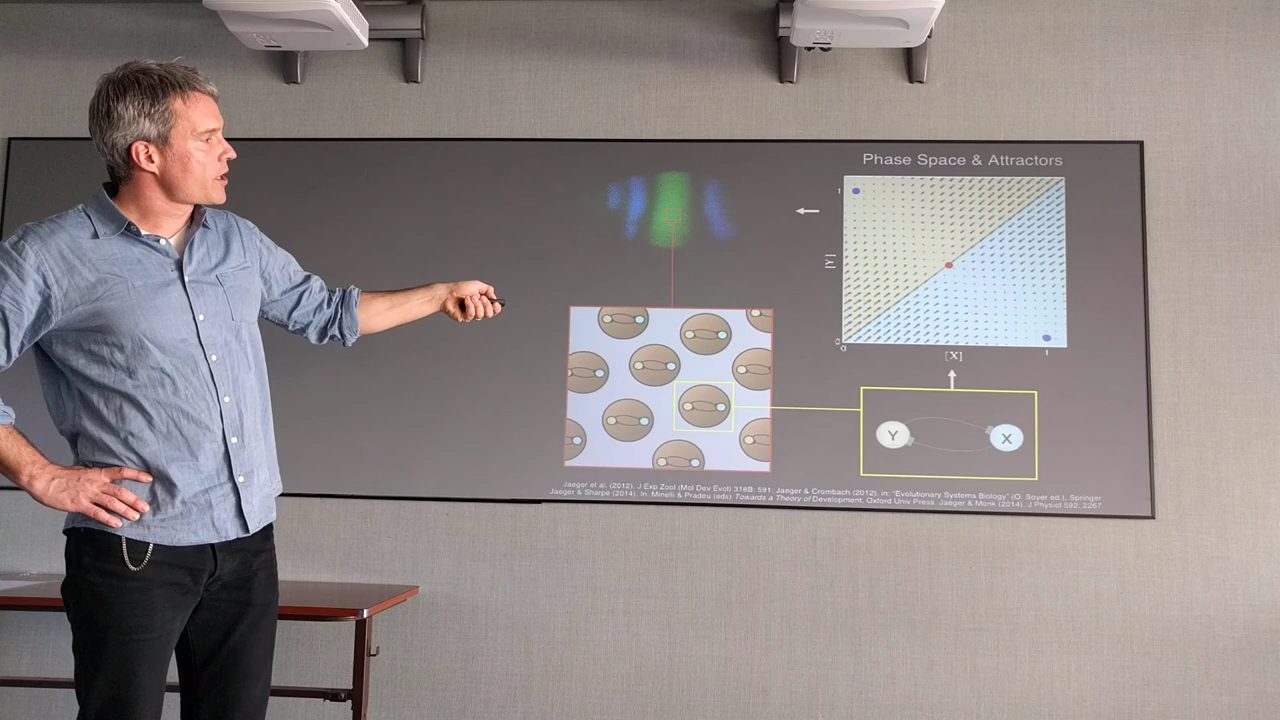 Phase Space & Attractors
1
[Y]
0
0
[X]
1
Y
X
Jaeger et al. (2012). J Exp Zool (Mol Dev Evol) 318B: 591, Jaeger & Crombach (2012), in: "Evolutionary Systems Biology" (O. Soyer ed.), Springer.
Jaeger & Sharpe (2014). In: Minelli & Pradeu (eds) Towards a Theory of Development, Oxford Univ Press. Jaeger & Monk (2014). J Physiol 592, 2267